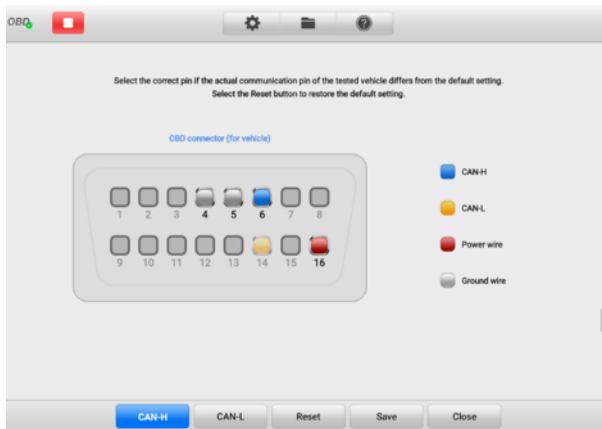 OBD
Select the correct pin if the actual communication pin of the tested vehicle differs from the default setting.
Select the Reset button to restore the default setting.
OBD connector (for vehicle)
1 2 3 4 5 6 7 8
9 10 11 12 13 14 15 16
CAN-H
CAN-L
Power wire
Ground wire
CAN-H CAN-L Reset Save Close